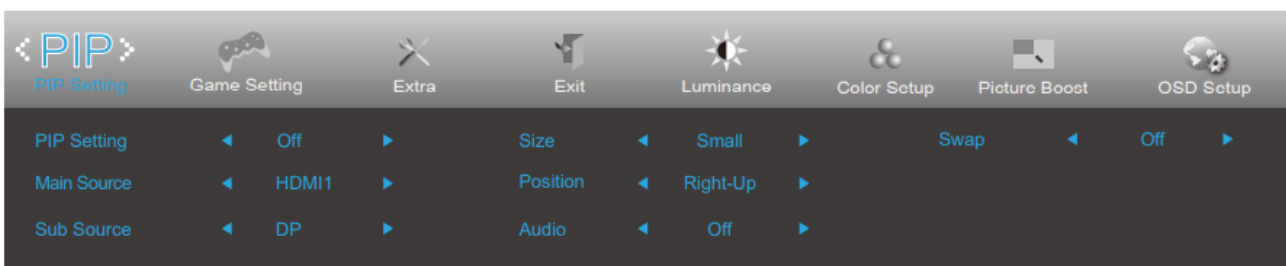 PIP
PIP Setting Game Setting Extra Exit Luminance Color Setup Picture Boost OSD Setup
PIP Setting Off Size Small Swap Off
Main Source HDMI1 Position Right-Up
Sub Source DP Audio Off